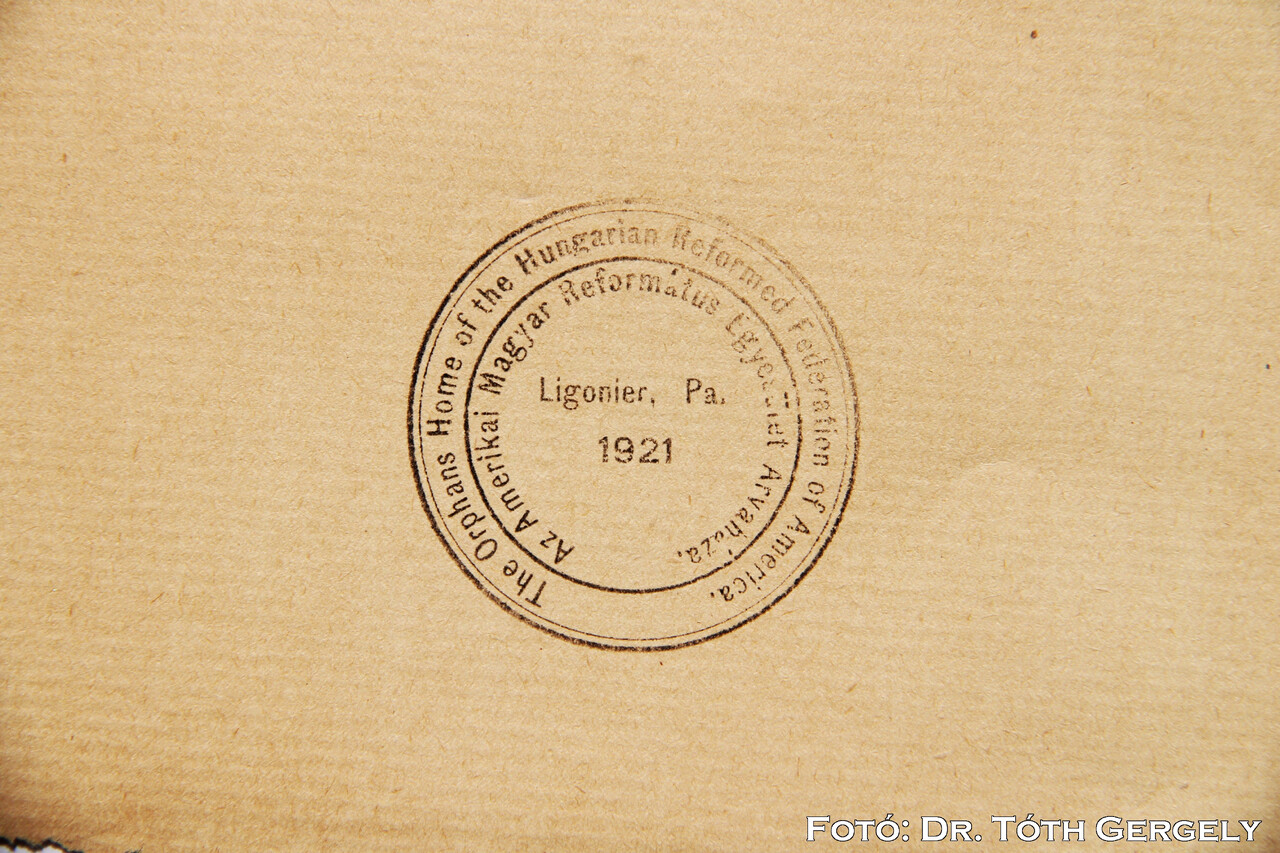 The Orphans Home of the Hungarian Reformed Federation of America.
Az Amerikai Magyar Református Egyesület Arvaháza.
Ligonier, Pa.
1921
Fotó: Dr. Tóth Gergely